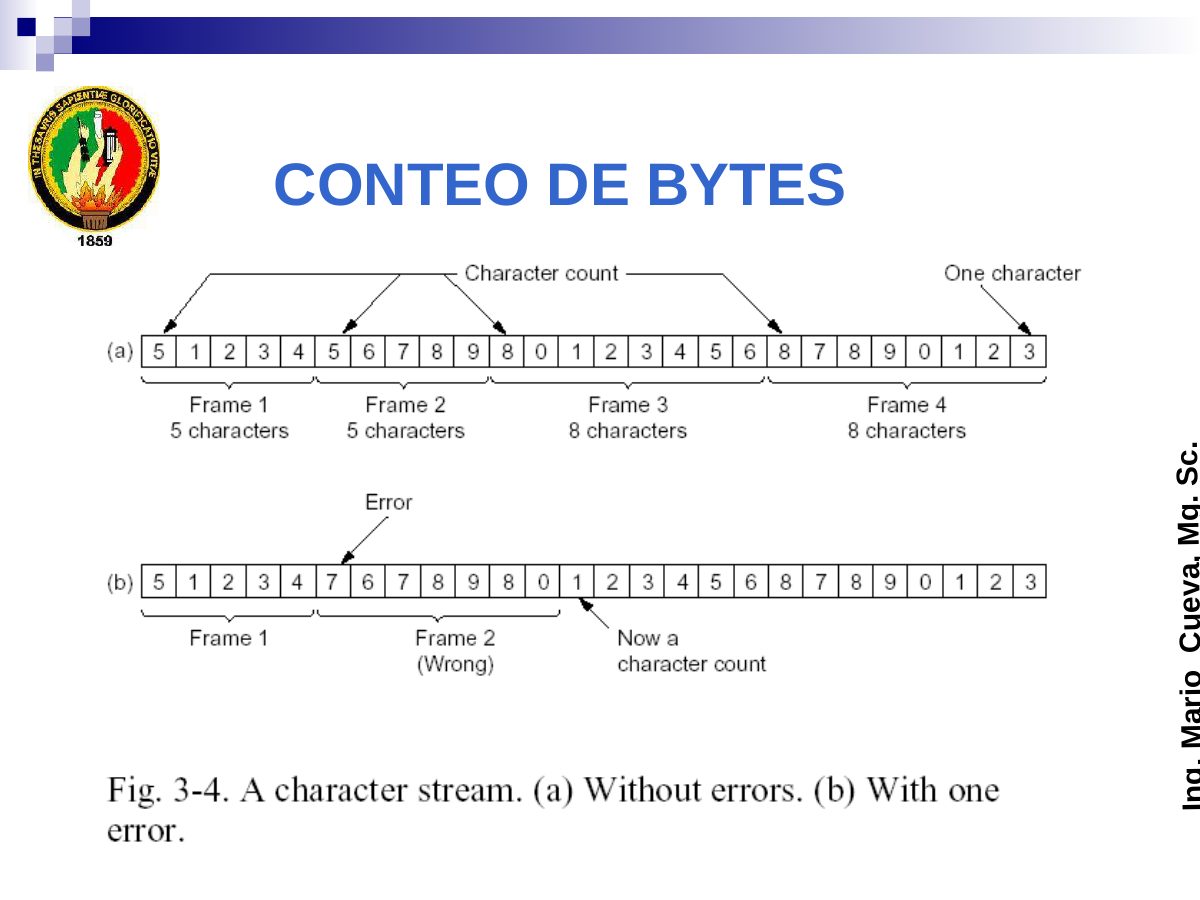 IN THESAURIS SAPIENTIÆ GLORIFICATIO VITÆ
1859
CONTEO DE BYTES
Character count
One character
(a) 5 1 2 3 4 5 6 7 8 9 8 0 1 2 3 4 5 6 8 7 8 9 0 1 2 3
Frame 1 Frame 2 Frame 3 Frame 4
5 characters 5 characters 8 characters 8 characters
Error
(b) 5 1 2 3 4 7 6 7 8 9 8 0 1 2 3 4 5 6 8 7 8 9 0 1 2 3
Frame 1 Frame 2 Now a
(Wrong) character count
Fig. 3-4. A character stream. (a) Without errors. (b) With one
error.
Ing. Mario Cueva, Mg. Sc.